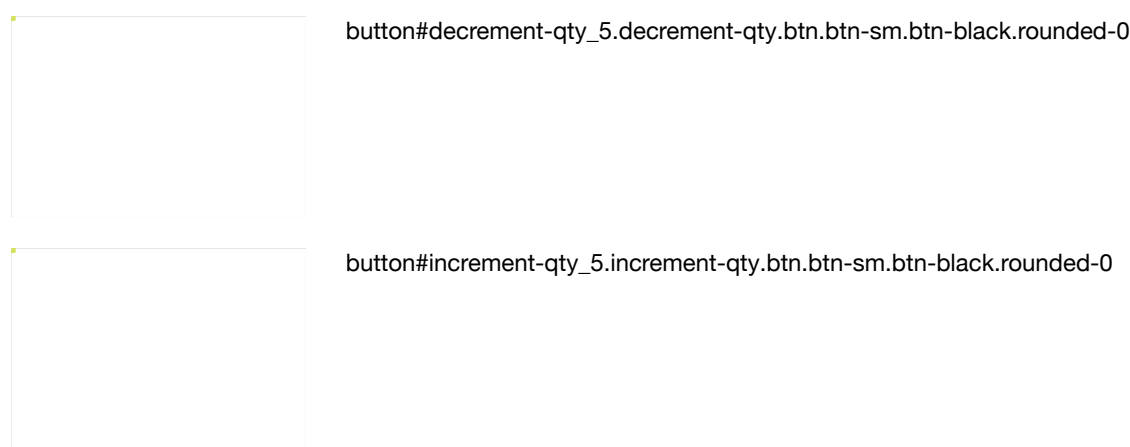 button#decrement-qty_5.decrement-qty.btn.btn-sm.btn-black.rounded-0
button#increment-qty_5.increment-qty.btn.btn-sm.btn-black.rounded-0